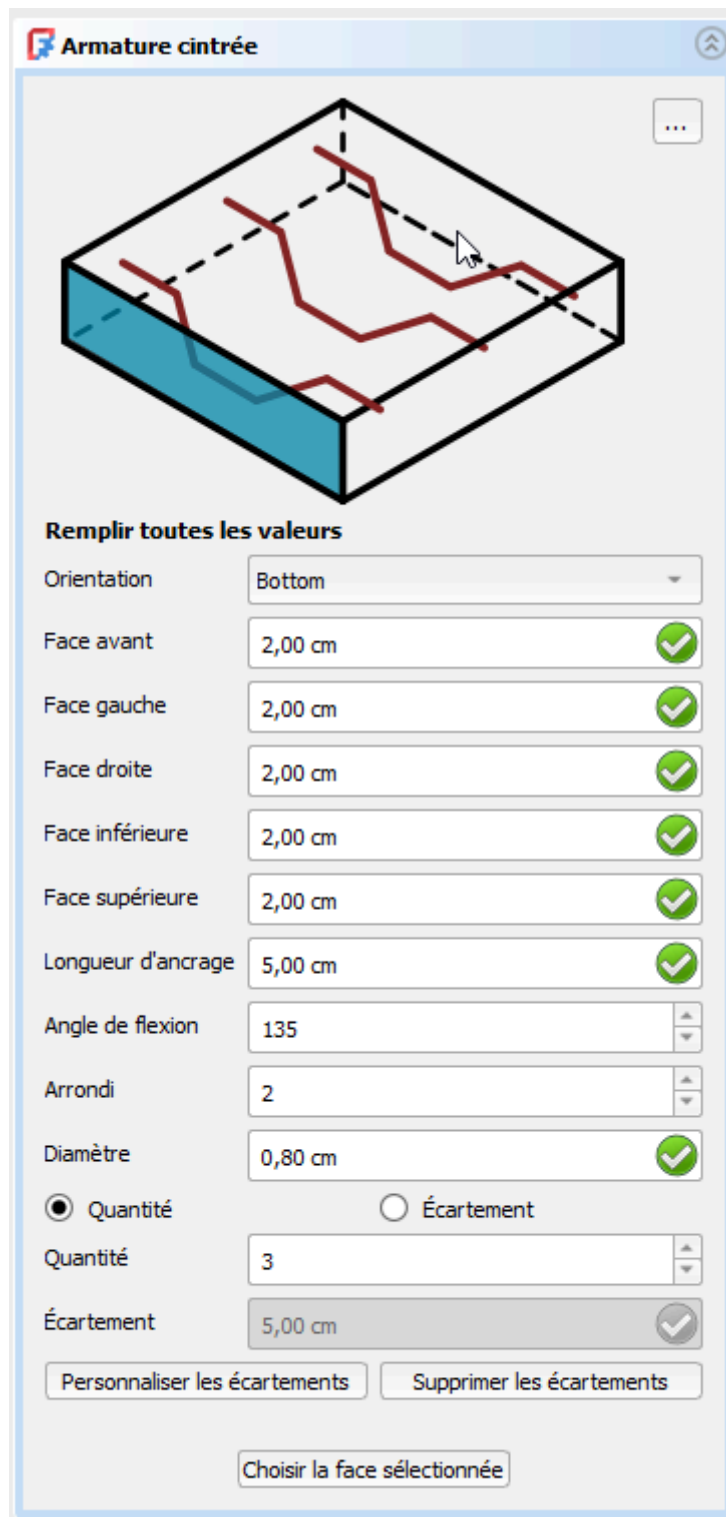 Armature cintrée
...
Remplir toutes les valeurs
Orientation Bottom
Face avant 2,00 cm
Face gauche 2,00 cm
Face droite 2,00 cm
Face inférieure 2,00 cm
Face supérieure 2,00 cm
Longueur d'ancrage 5,00 cm
Angle de flexion 135
Arrondi 2
Diamètre 0,80 cm
Quantité Écartement
Quantité 3
Écartement 5,00 cm
Personnaliser les écartements Supprimer les écartements
Choisir la face sélectionnée